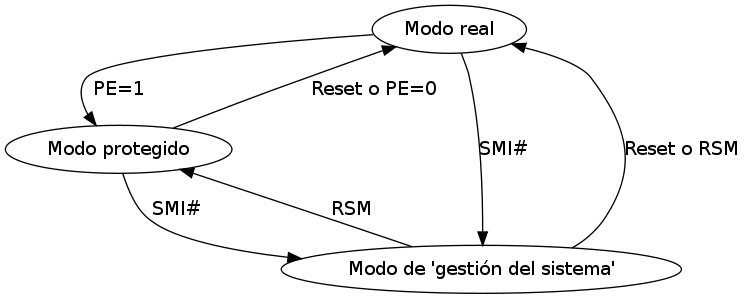 Modo real
PE=1
Reset o PE=0
Modo protegido
SMI#
Reset o RSM
SMI#
RSM
Modo de 'gestión del sistema'